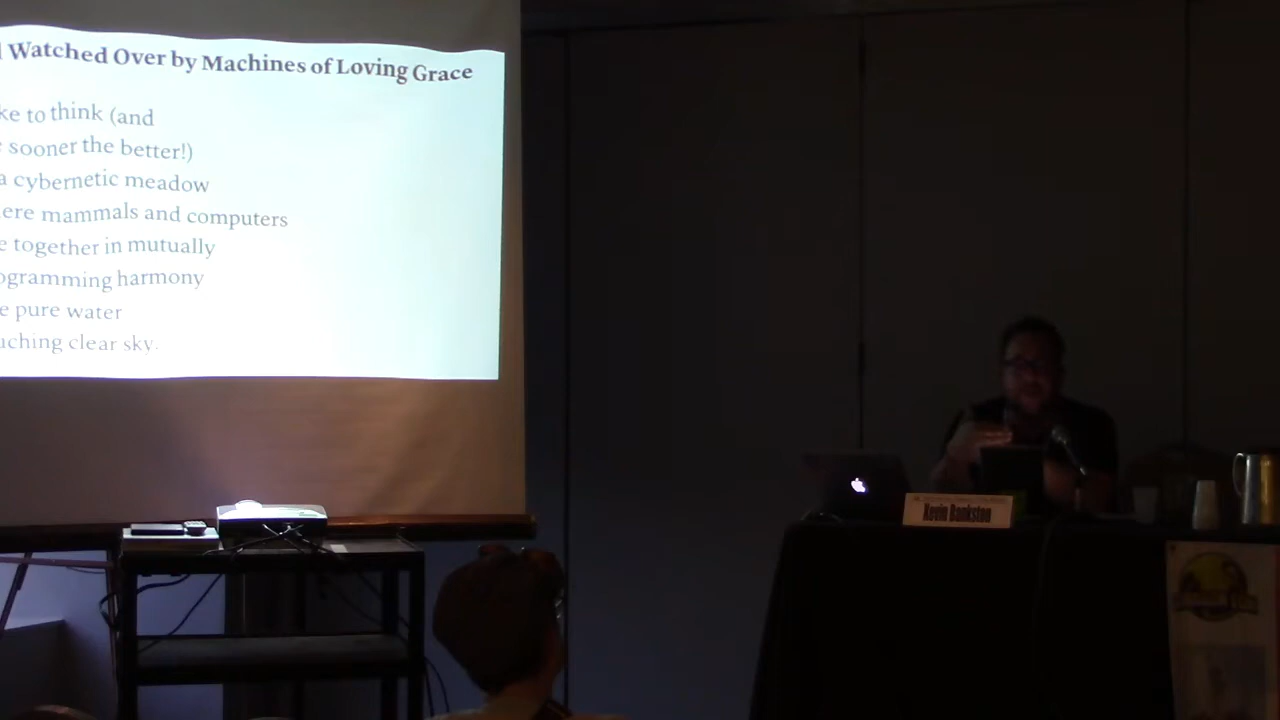 Watched Over by Machines of Loving Grace
ke to think (and
sooner the better!)
a cybernetic meadow
ere mammals and computers
e together in mutually
ogramming harmony
e pure water
uching clear sky.
Kevin Bankston